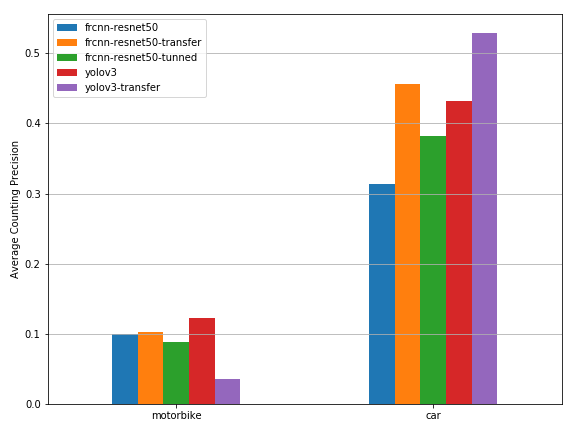 frcnn-resnet50
frcnn-resnet50-transfer
frcnn-resnet50-tunned
yolov3
yolov3-transfer
Average Counting Precision
0.5
0.4
0.3
0.2
0.1
0.0
motorbike
car